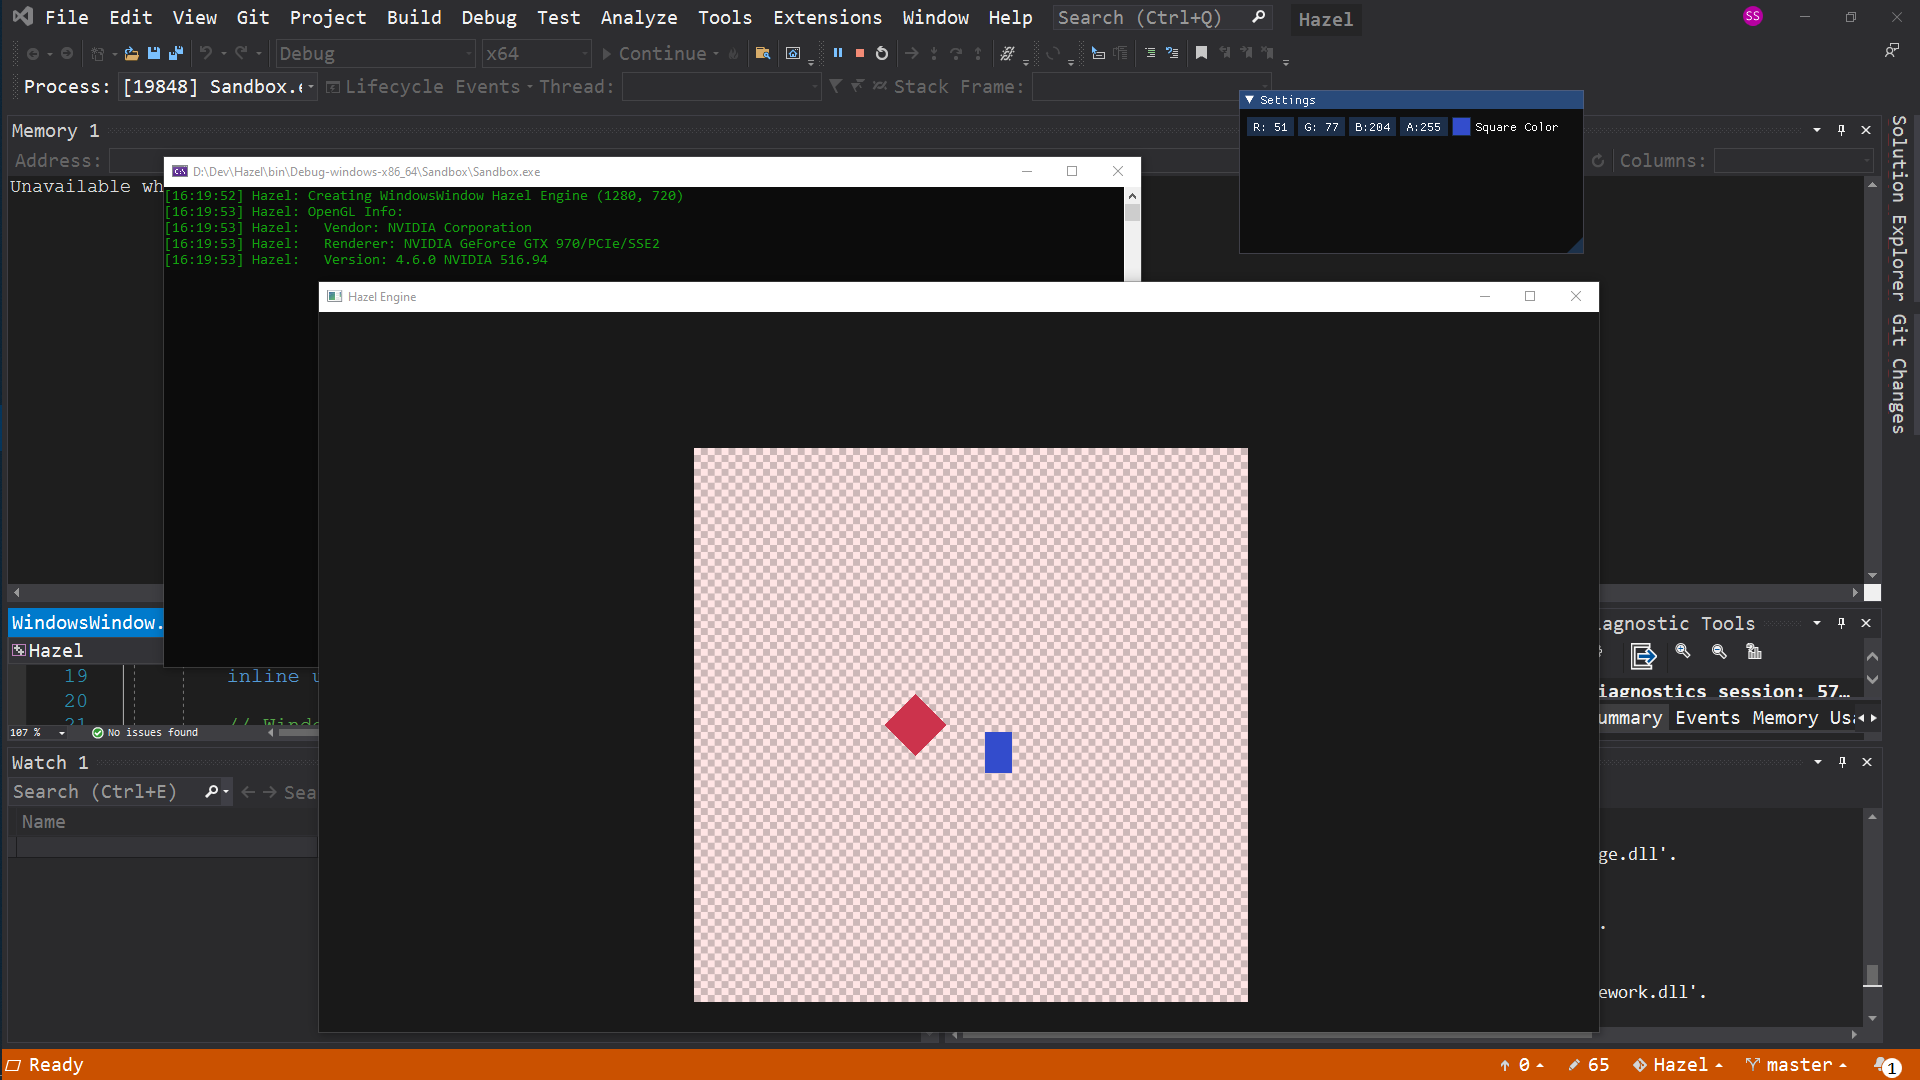 File Edit View Git Project Build Debug Test Analyze Tools Extensions Window Help Search (Ctrl+Q) Hazel SS
Debug x64 Continue
Process: [19848] Sandbox.e Lifecycle Events Thread: Stack Frame:
Settings
R: 51 G: 77 B:204 A:255 Square Color
Memory 1
Address: Columns:
Unavailable wh
D:\Dev\Hazel\bin\Debug-windows-x86_64\Sandbox\Sandbox.exe
[16:19:52] Hazel: Creating WindowsWindow Hazel Engine (1280, 720)
[16:19:53] Hazel: OpenGL Info:
[16:19:53] Hazel:   Vendor: NVIDIA Corporation
[16:19:53] Hazel:   Renderer: NVIDIA GeForce GTX 970/PCIe/SSE2
[16:19:53] Hazel:   Version: 4.6.0 NVIDIA 516.94
Hazel Engine
Solution Explorer
Git Changes
WindowsWindow.
Hazel
19 inline u
20
21 // Windo
107 % No issues found
agnostic Tools
iagnostics session: 57…
ummary Events Memory Usa
Watch 1
Search (Ctrl+E) Sea
Name
ge.dll'.
.
ework.dll'.
Ready 0 65 Hazel master 1